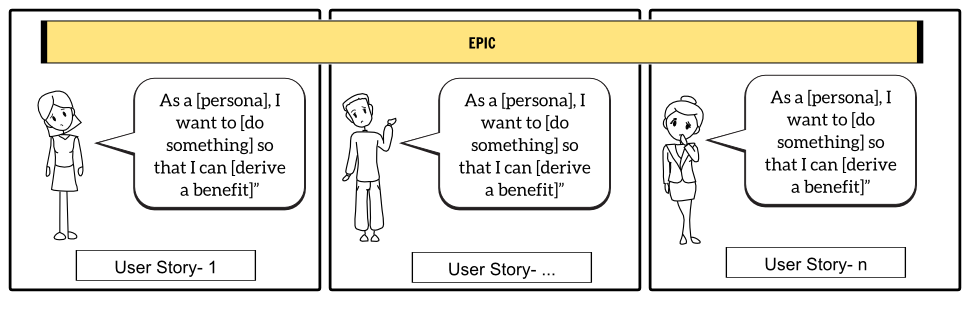 EPIC
As a [persona], I
want to [do
something] so
that I can [derive
a benefit]”
As a [persona], I
want to [do
something] so
that I can [derive
a benefit]”
As a [persona], I
want to [do
something] so
that I can [derive
a benefit]”
User Story- 1
User Story- ...
User Story- n